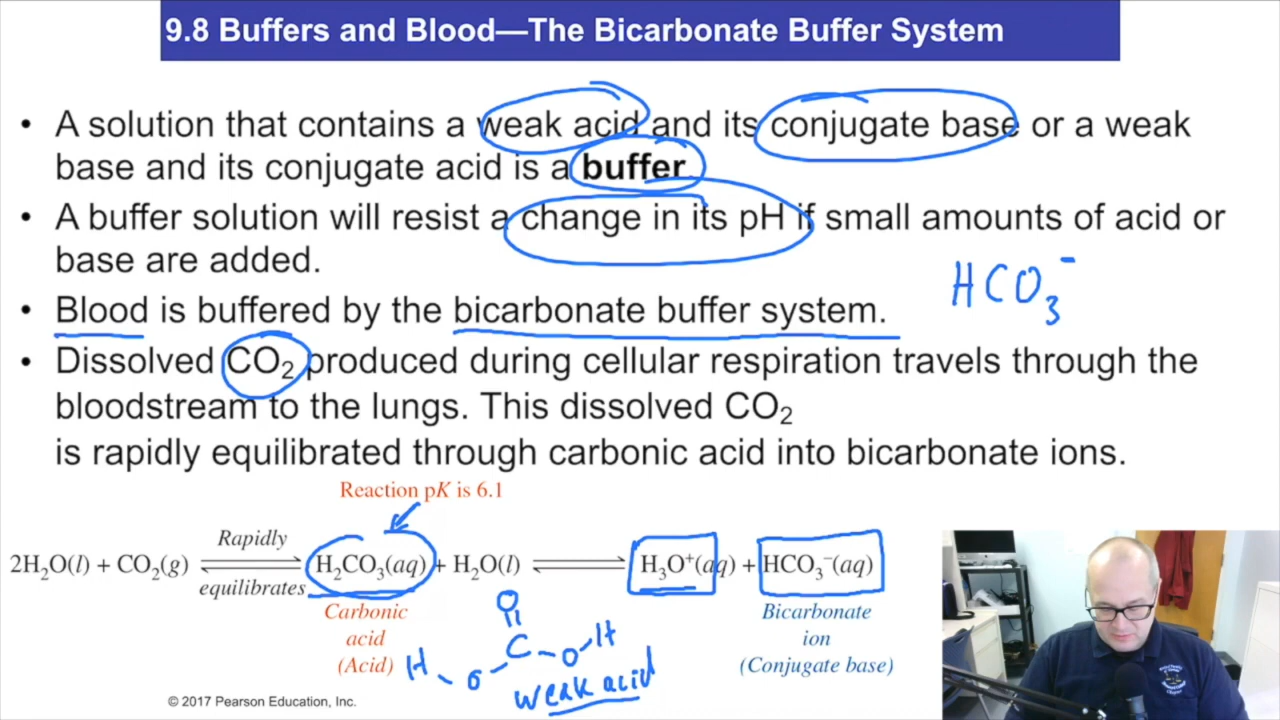 9.8 Buffers and Blood—The Bicarbonate Buffer System
• A solution that contains a weak acid and its conjugate base or a weak
base and its conjugate acid is a buffer.
• A buffer solution will resist a change in its pH if small amounts of acid or
base are added.
HCO₃⁻
• Blood is buffered by the bicarbonate buffer system.
• Dissolved CO₂ produced during cellular respiration travels through the
bloodstream to the lungs. This dissolved CO₂
is rapidly equilibrated through carbonic acid into bicarbonate ions.
Reaction pK is 6.1
Rapidly
2H₂O(l) + CO₂(g) ⇌ H₂CO₃(aq) + H₂O(l) ⇌ H₃O⁺(aq) + HCO₃⁻(aq)
equilibrates
Carbonic
acid
(Acid)
Bicarbonate
ion
(Conjugate base)
O
C
O H
H O
weak acid
© 2017 Pearson Education, Inc.